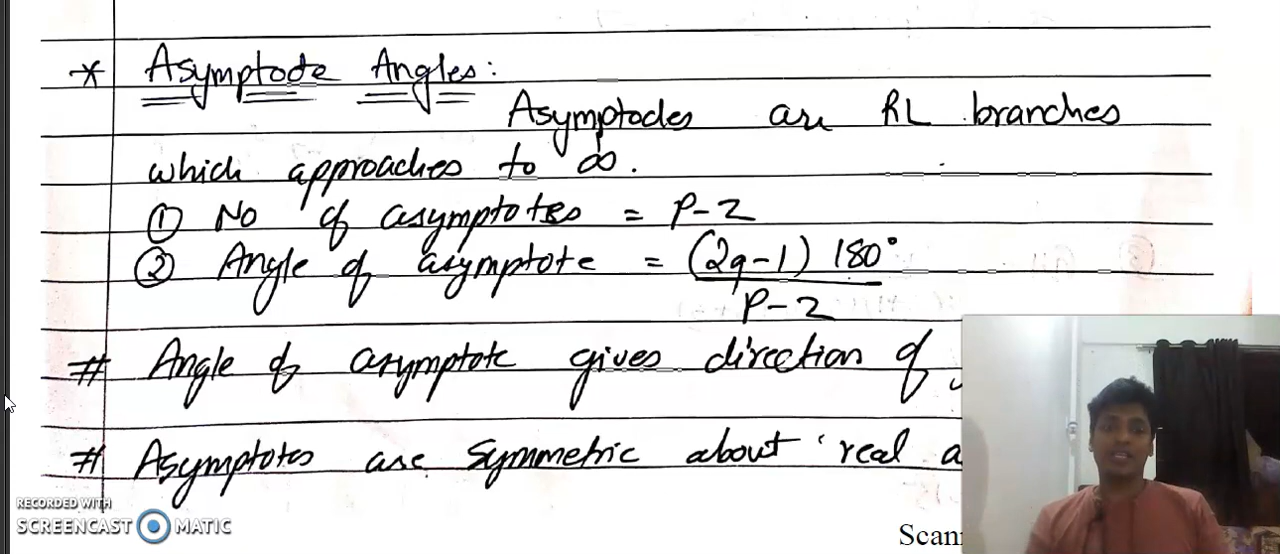 * Asymptode Angles:
Asymptodes are RL branches
which approaches to ∞.
① No of asymptotes = P-Z
② Angle of asymptote = (2q-1) 180°
P-Z
# Angle of asymptote gives direction of
# Asymptotes are symmetric about real a
RECORDED WITH
SCREENCAST MATIC
Scann